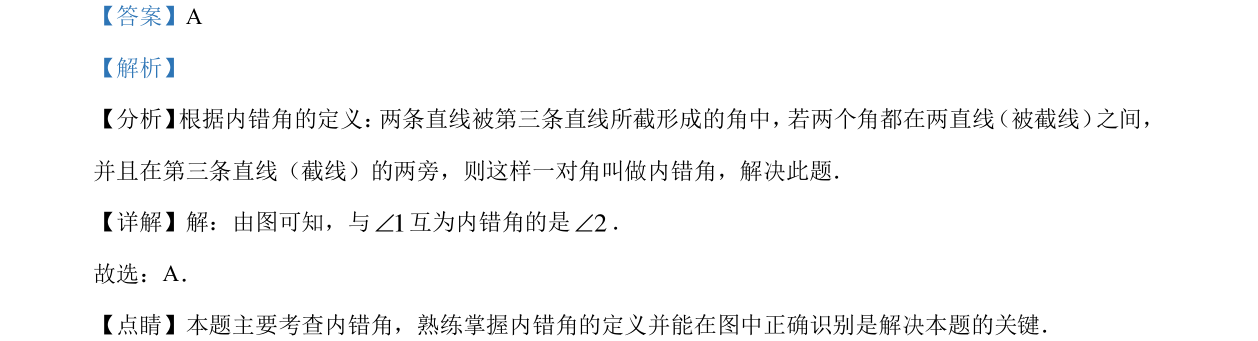 【答案】A
【解析】
【分析】根据内错角的定义：两条直线被第三条直线所截形成的角中，若两个角都在两直线（被截线）之间，
并且在第三条直线（截线）的两旁，则这样一对角叫做内错角，解决此题．
【详解】解：由图可知，与∠1互为内错角的是∠2．
故选：A．
【点睛】本题主要考查内错角，熟练掌握内错角的定义并能在图中正确识别是解决本题的关键．